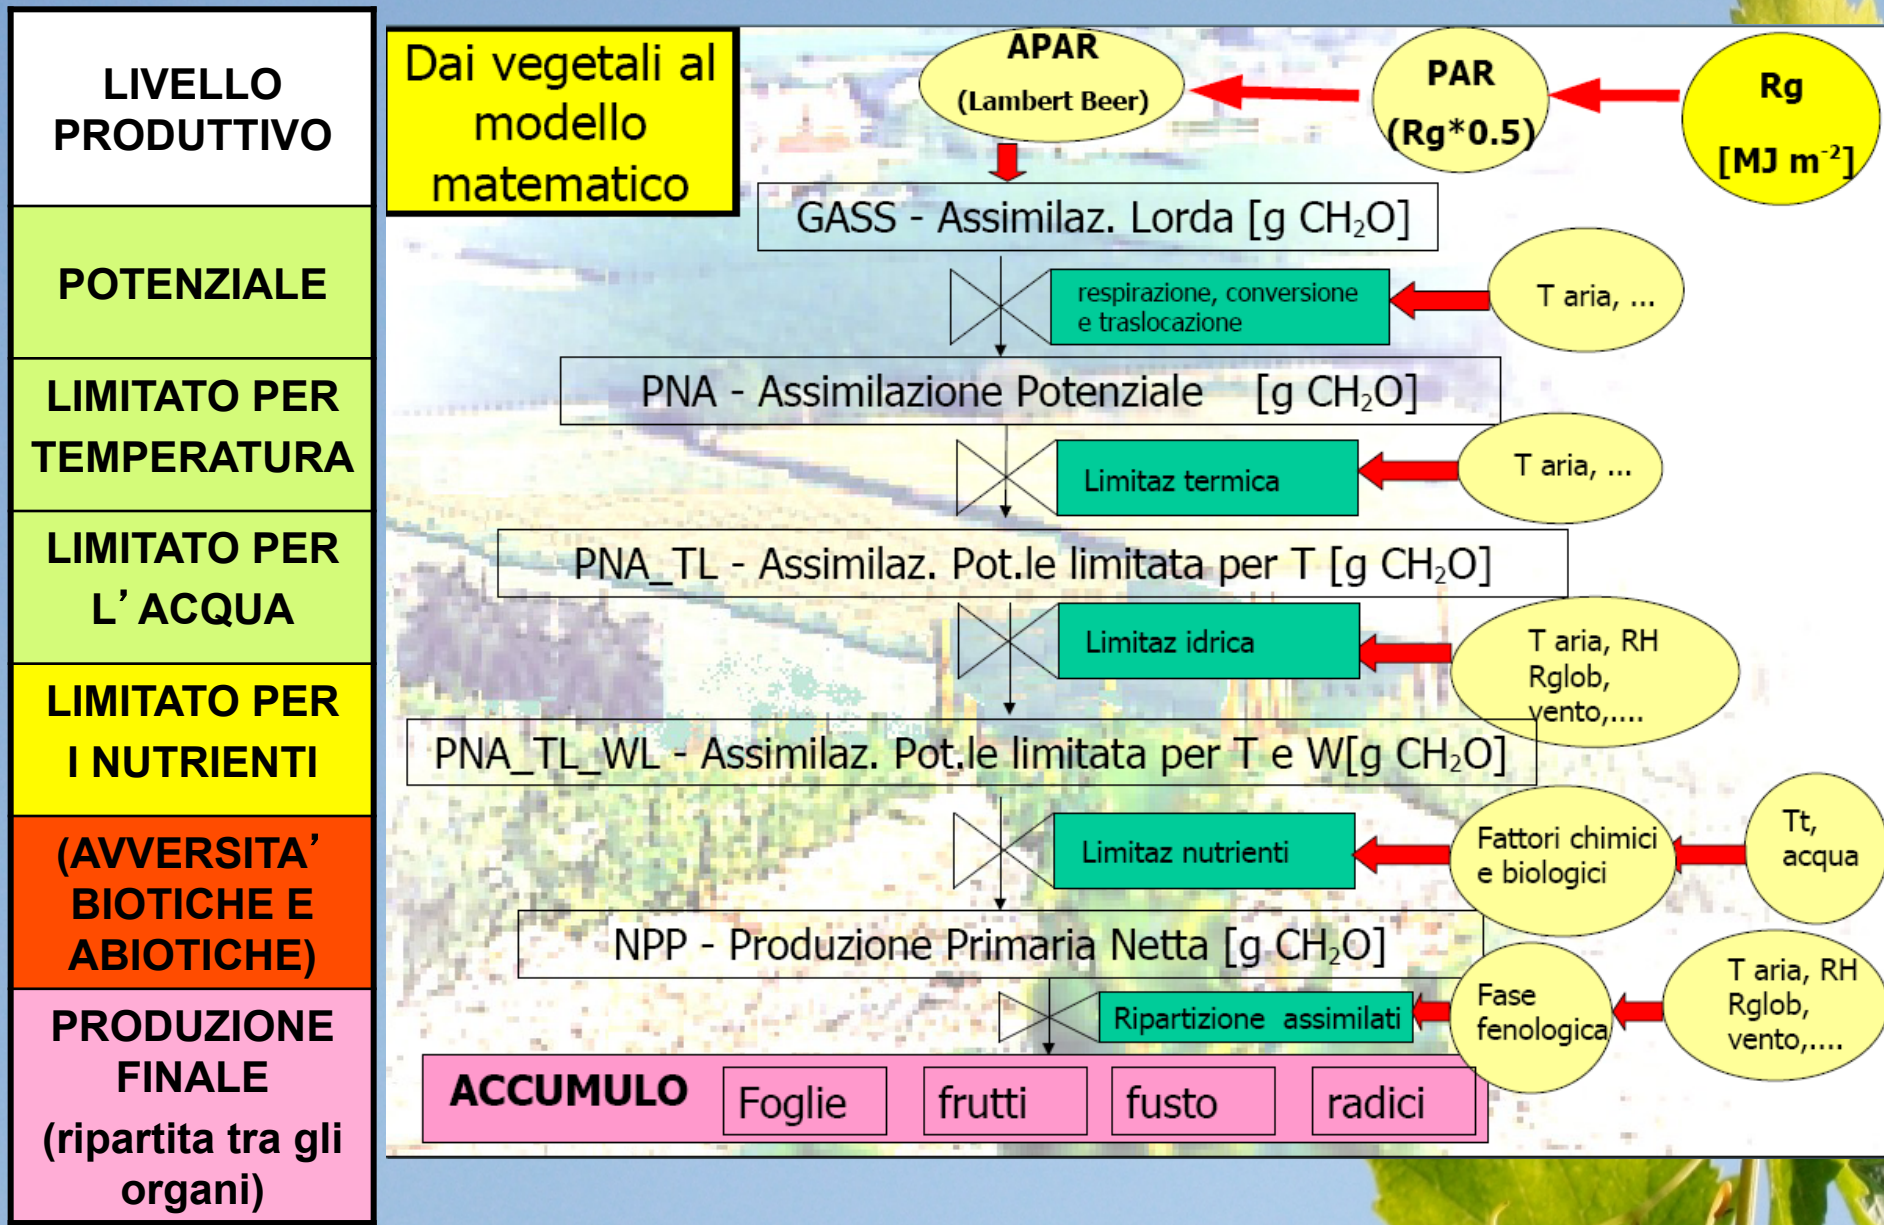 LIVELLO
PRODUTTIVO
POTENZIALE
LIMITATO PER
TEMPERATURA
LIMITATO PER
L’ ACQUA
LIMITATO PER
I NUTRIENTI
(AVVERSITA’
BIOTICHE E
ABIOTICHE)
PRODUZIONE
FINALE
(ripartita tra gli
organi)
Dai vegetali al
modello
matematico
APAR
(Lambert Beer)
PAR
(Rg*0.5)
Rg
[MJ m⁻²]
GASS - Assimilaz. Lorda [g CH₂O]
respirazione, conversione
e traslocazione
T aria, ...
PNA - Assimilazione Potenziale [g CH₂O]
Limitaz termica
T aria, ...
PNA_TL - Assimilaz. Pot.le limitata per T [g CH₂O]
Limitaz idrica
T aria, RH
Rglob,
vento,....
PNA_TL_WL - Assimilaz. Pot.le limitata per T e W[g CH₂O]
Limitaz nutrienti
Fattori chimici
e biologici
Tt,
acqua
NPP - Produzione Primaria Netta [g CH₂O]
Ripartizione assimilati
Fase
fenologica
T aria, RH
Rglob,
vento,....
ACCUMULO
Foglie
frutti
fusto
radici